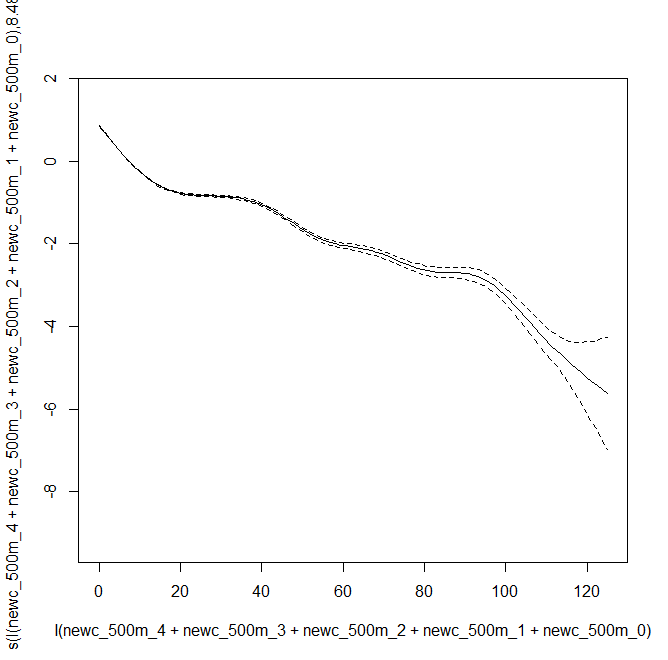 s(I(newc_500m_4 + newc_500m_3 + newc_500m_2 + newc_500m_1 + newc_500m_0),8.48
2
0
-2
-4
-6
-8
0 20 40 60 80 100 120
I(newc_500m_4 + newc_500m_3 + newc_500m_2 + newc_500m_1 + newc_500m_0)